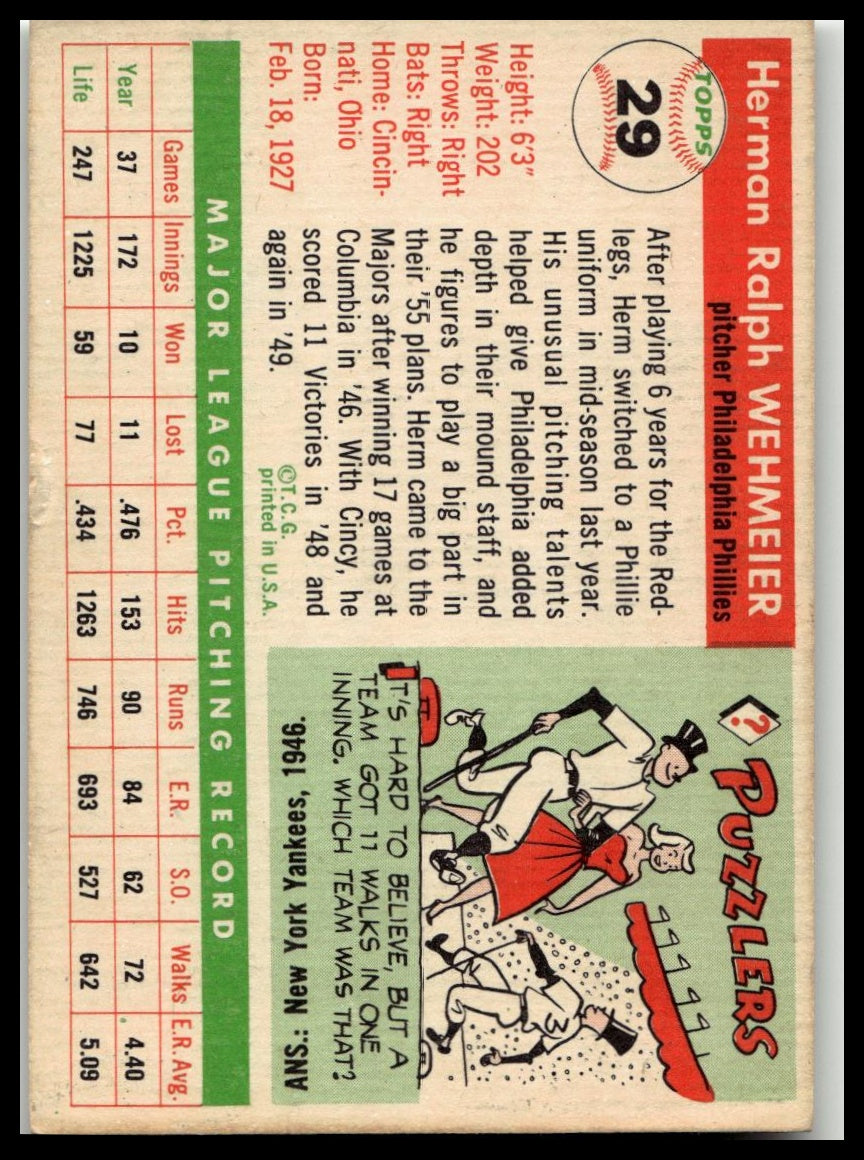 Herman Ralph WEHMEIER
pitcher Philadelphia Phillies
TOPPS
29
Height: 6'3"
Weight: 202
Throws: Right
Bats: Right
Home: Cincin-
nati, Ohio
Born:
Feb. 18, 1927
After playing 6 years for the Red-
legs, Herm switched to a Phillie
uniform in mid-season last year.
His unusual pitching talents
helped give Philadelphia added
depth in their mound staff, and
he figures to play a big part in
their '55 plans. Herm came to the
Majors after winning 17 games at
Columbia in '46. With Cincy, he
scored 11 Victories in '48 and
again in '49.
©T.C.G.
printed in U.S.A.
?
PUZZLERS
3
IT'S HARD TO BELIEVE, BUT A
TEAM GOT 11 WALKS IN ONE
INNING. WHICH TEAM WAS THAT?
ANS.: New York Yankees, 1946.
MAJOR LEAGUE PITCHING RECORD
Games Innings Won Lost Pct. Hits Runs E.R. S.O. Walks E.R. Avg.
Year 37 172 10 11 .476 153 90 84 62 72 4.40
Life 247 1225 59 77 .434 1263 746 693 527 642 5.09